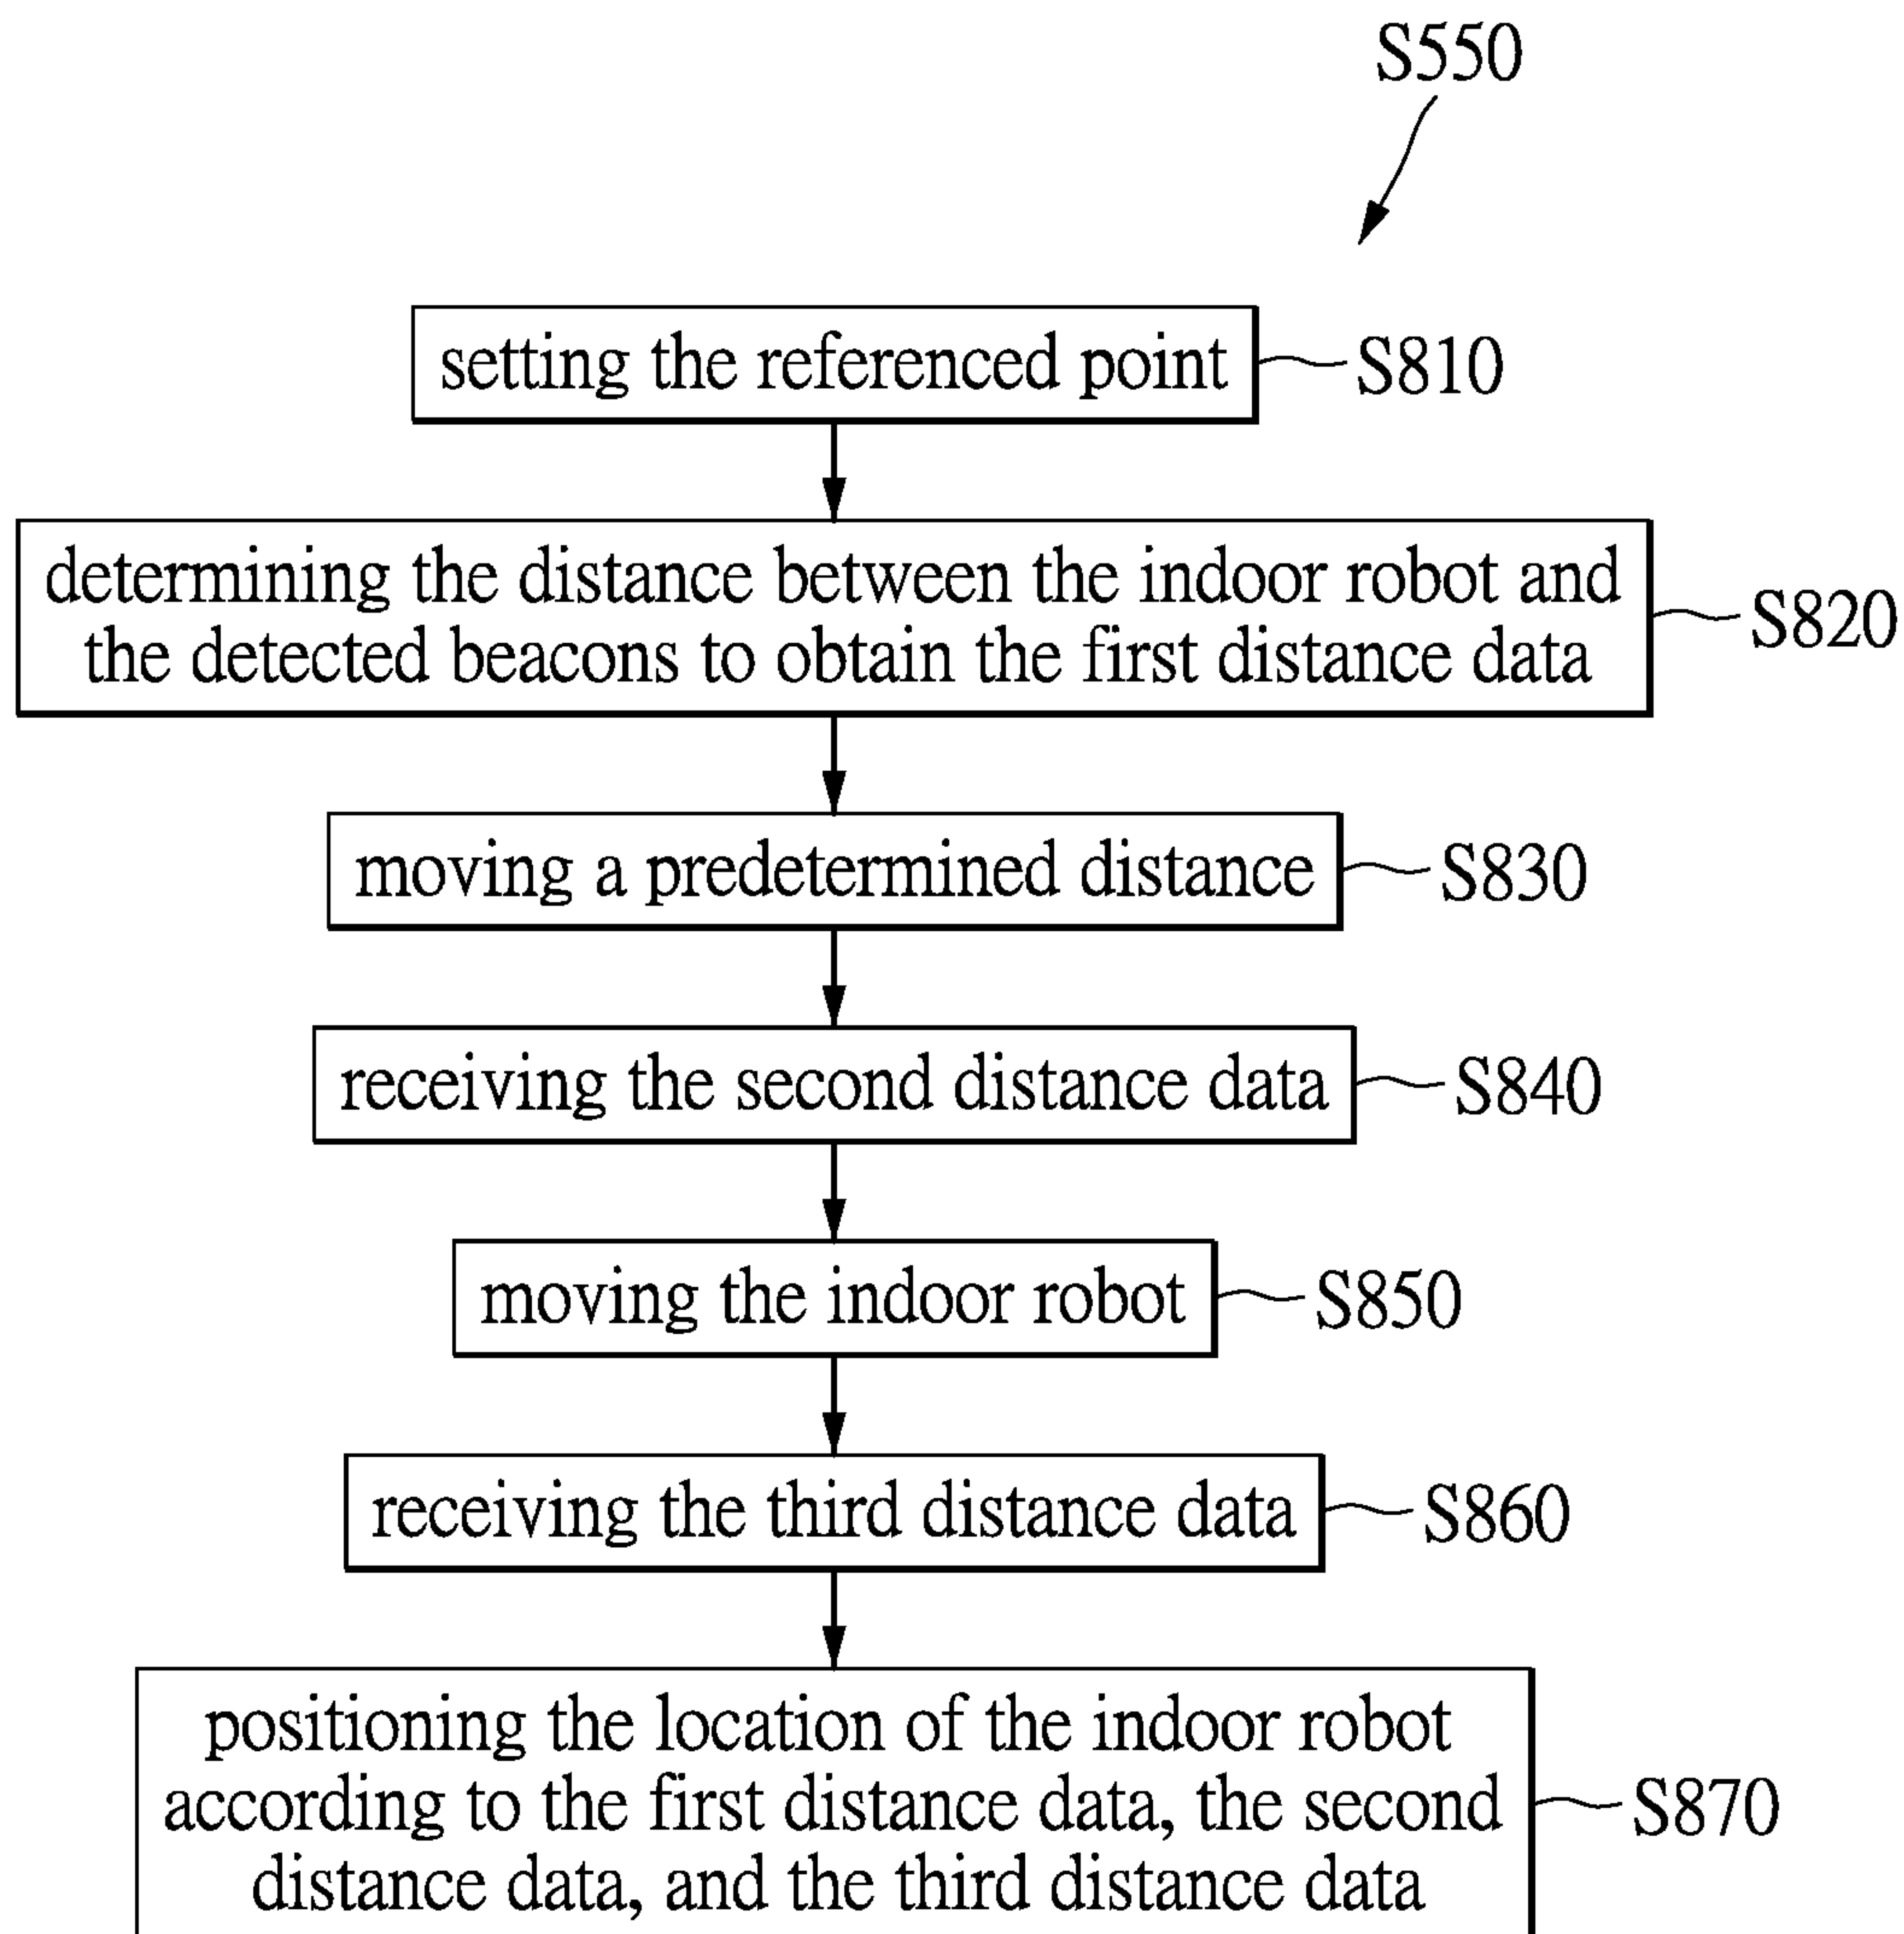 S550
setting the referenced point
S810
determining the distance between the indoor robot and
the detected beacons to obtain the first distance data
S820
moving a predetermined distance
S830
receiving the second distance data
S840
moving the indoor robot
S850
receiving the third distance data
S860
positioning the location of the indoor robot
according to the first distance data, the second
distance data, and the third distance data
S870